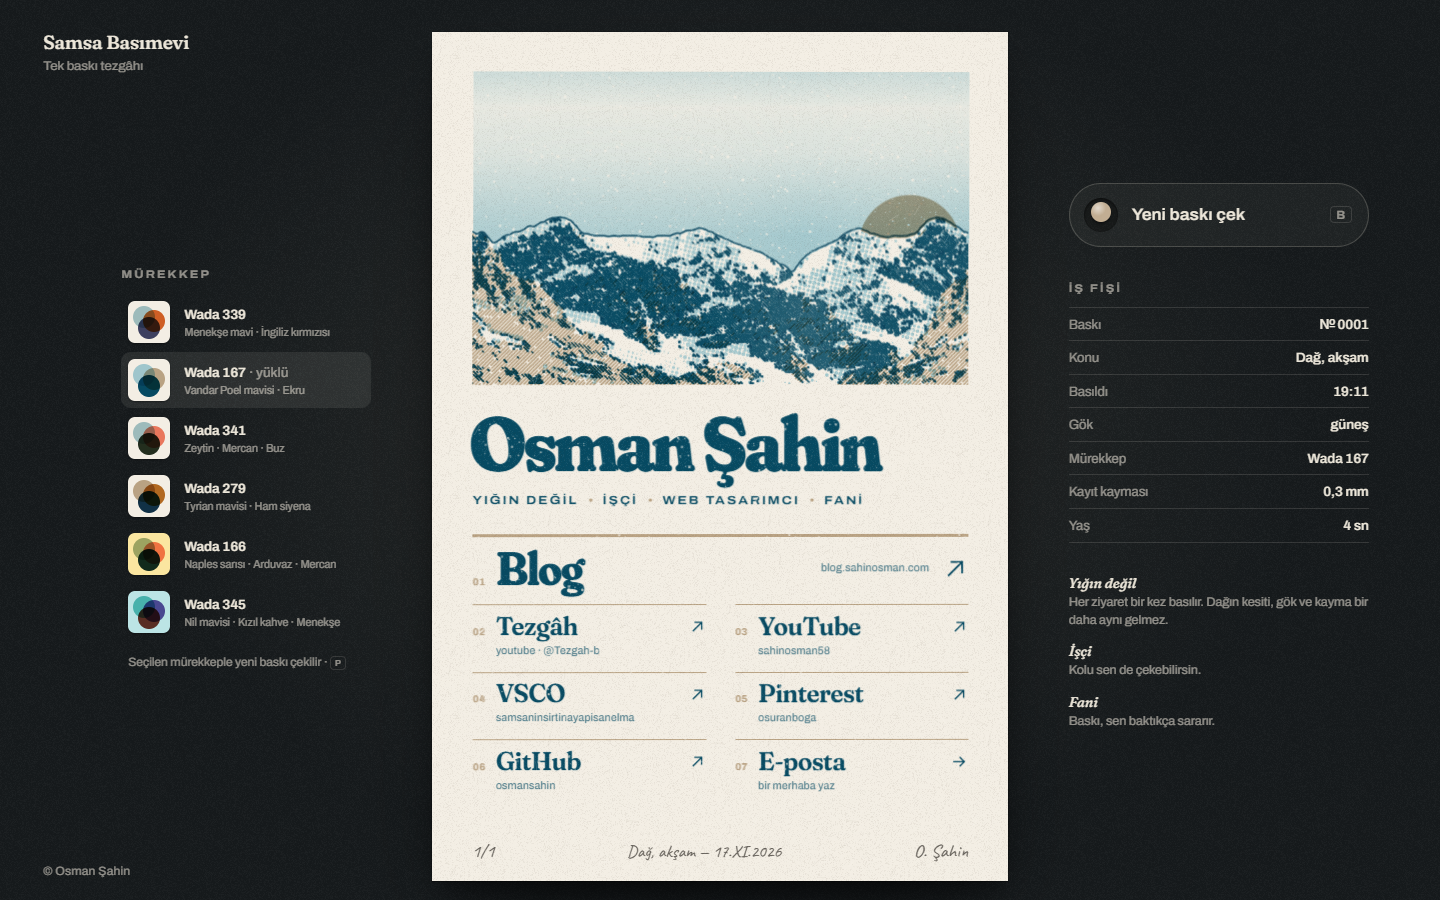 Samsa Basımevi
Tek baskı tezgâhı
MÜREKKEP
Wada 339
Menekşe mavi · İngiliz kırmızısı
Wada 167 · yüklü
Vandar Poel mavisi · Ekru
Wada 341
Zeytin · Mercan · Buz
Wada 279
Tyrian mavisi · Ham siyena
Wada 166
Naples sarısı · Arduvaz · Mercan
Wada 345
Nil mavisi · Kızıl kahve · Menekşe
Seçilen mürekkeple yeni baskı çekilir · P
© Osman Şahin
Osman Şahin
YIĞIN DEĞİL · İŞÇİ · WEB TASARIMCI · FANİ
01 Blog blog.sahinosman.com ↗
02 Tezgâh ↗
youtube · @Tezgah-b
03 YouTube ↗
sahinosman58
04 VSCO ↗
samsaninsirtinayapisanelma
05 Pinterest ↗
osuranboga
06 GitHub ↗
osmansahin
07 E-posta →
bir merhaba yaz
1/1 Dağ, akşam — 17.XI.2026 O. Şahin
Yeni baskı çek B
İŞ FİŞİ
Baskı № 0001
Konu Dağ, akşam
Basıldı 19:11
Gök güneş
Mürekkep Wada 167
Kayıt kayması 0,3 mm
Yaş 4 sn
Yığın değil
Her ziyaret bir kez basılır. Dağın kesiti, gök ve kayma bir
daha aynı gelmez.
İşçi
Kolu sen de çekebilirsin.
Fani
Baskı, sen baktıkça sararır.